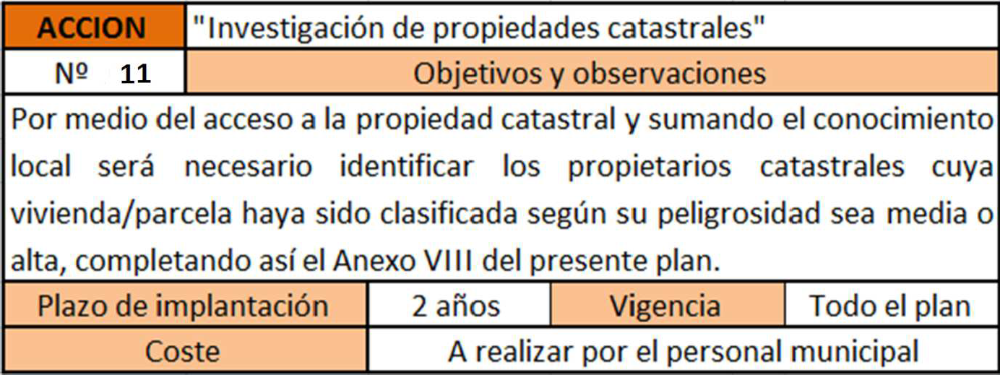 ACCION "Investigación de propiedades catastrales"
Nº 11 Objetivos y observaciones
Por medio del acceso a la propiedad catastral y sumando el conocimiento
local será necesario identificar los propietarios catastrales cuya
vivienda/parcela haya sido clasificada según su peligrosidad sea media o
alta, completando así el Anexo VIII del presente plan.
Plazo de implantación 2 años Vigencia Todo el plan
Coste A realizar por el personal municipal